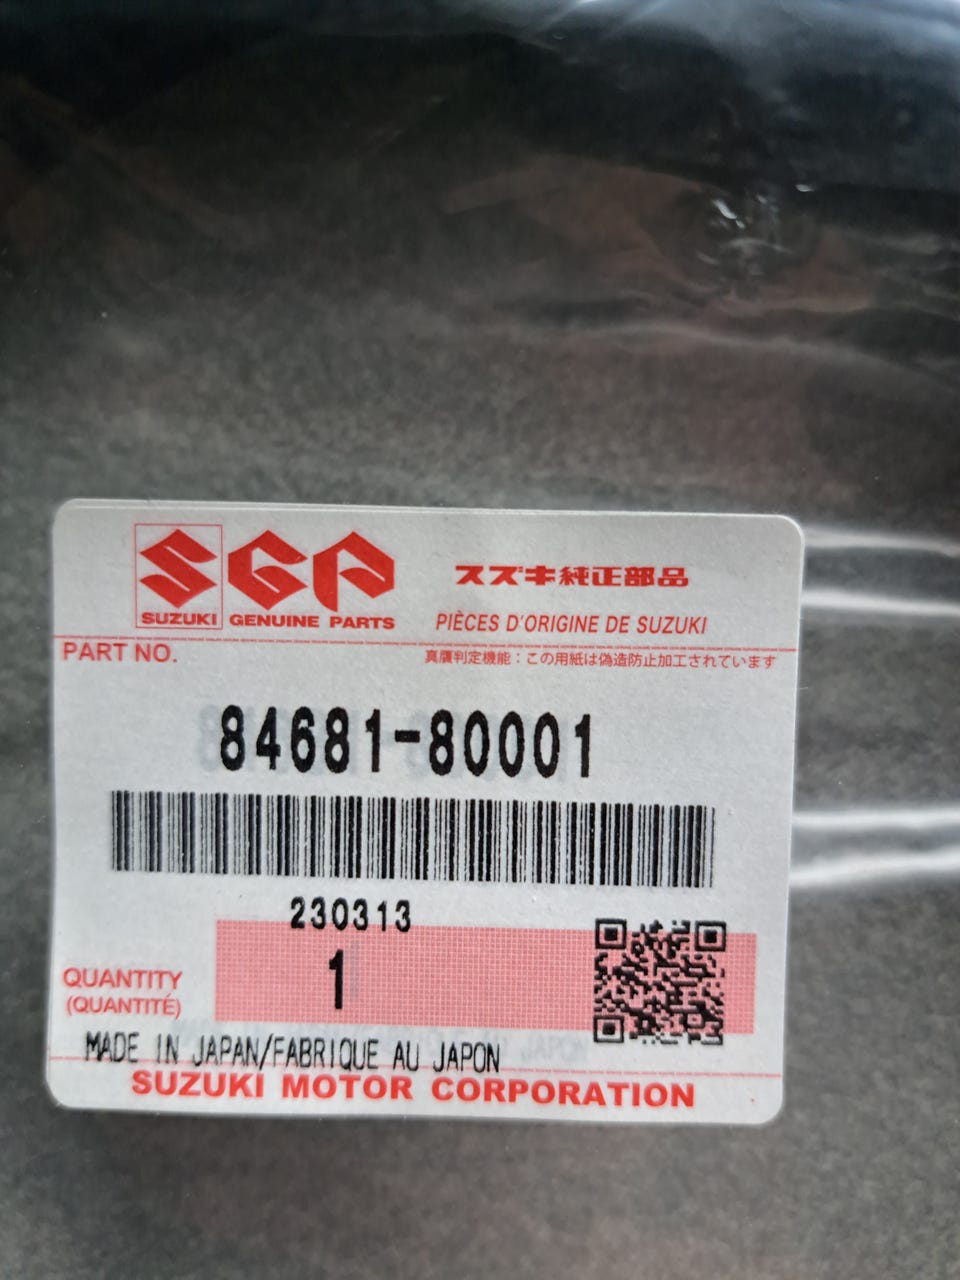 SGP
SUZUKI GENUINE PARTS
スズキ純正部品
PIÈCES D'ORIGINE DE SUZUKI
PART NO.
真贋判定機能：この用紙は偽造防止加工されています
84681-80001
230313
QUANTITY
(QUANTITÉ)
1
MADE IN JAPAN/FABRIQUE AU JAPON
SUZUKI MOTOR CORPORATION